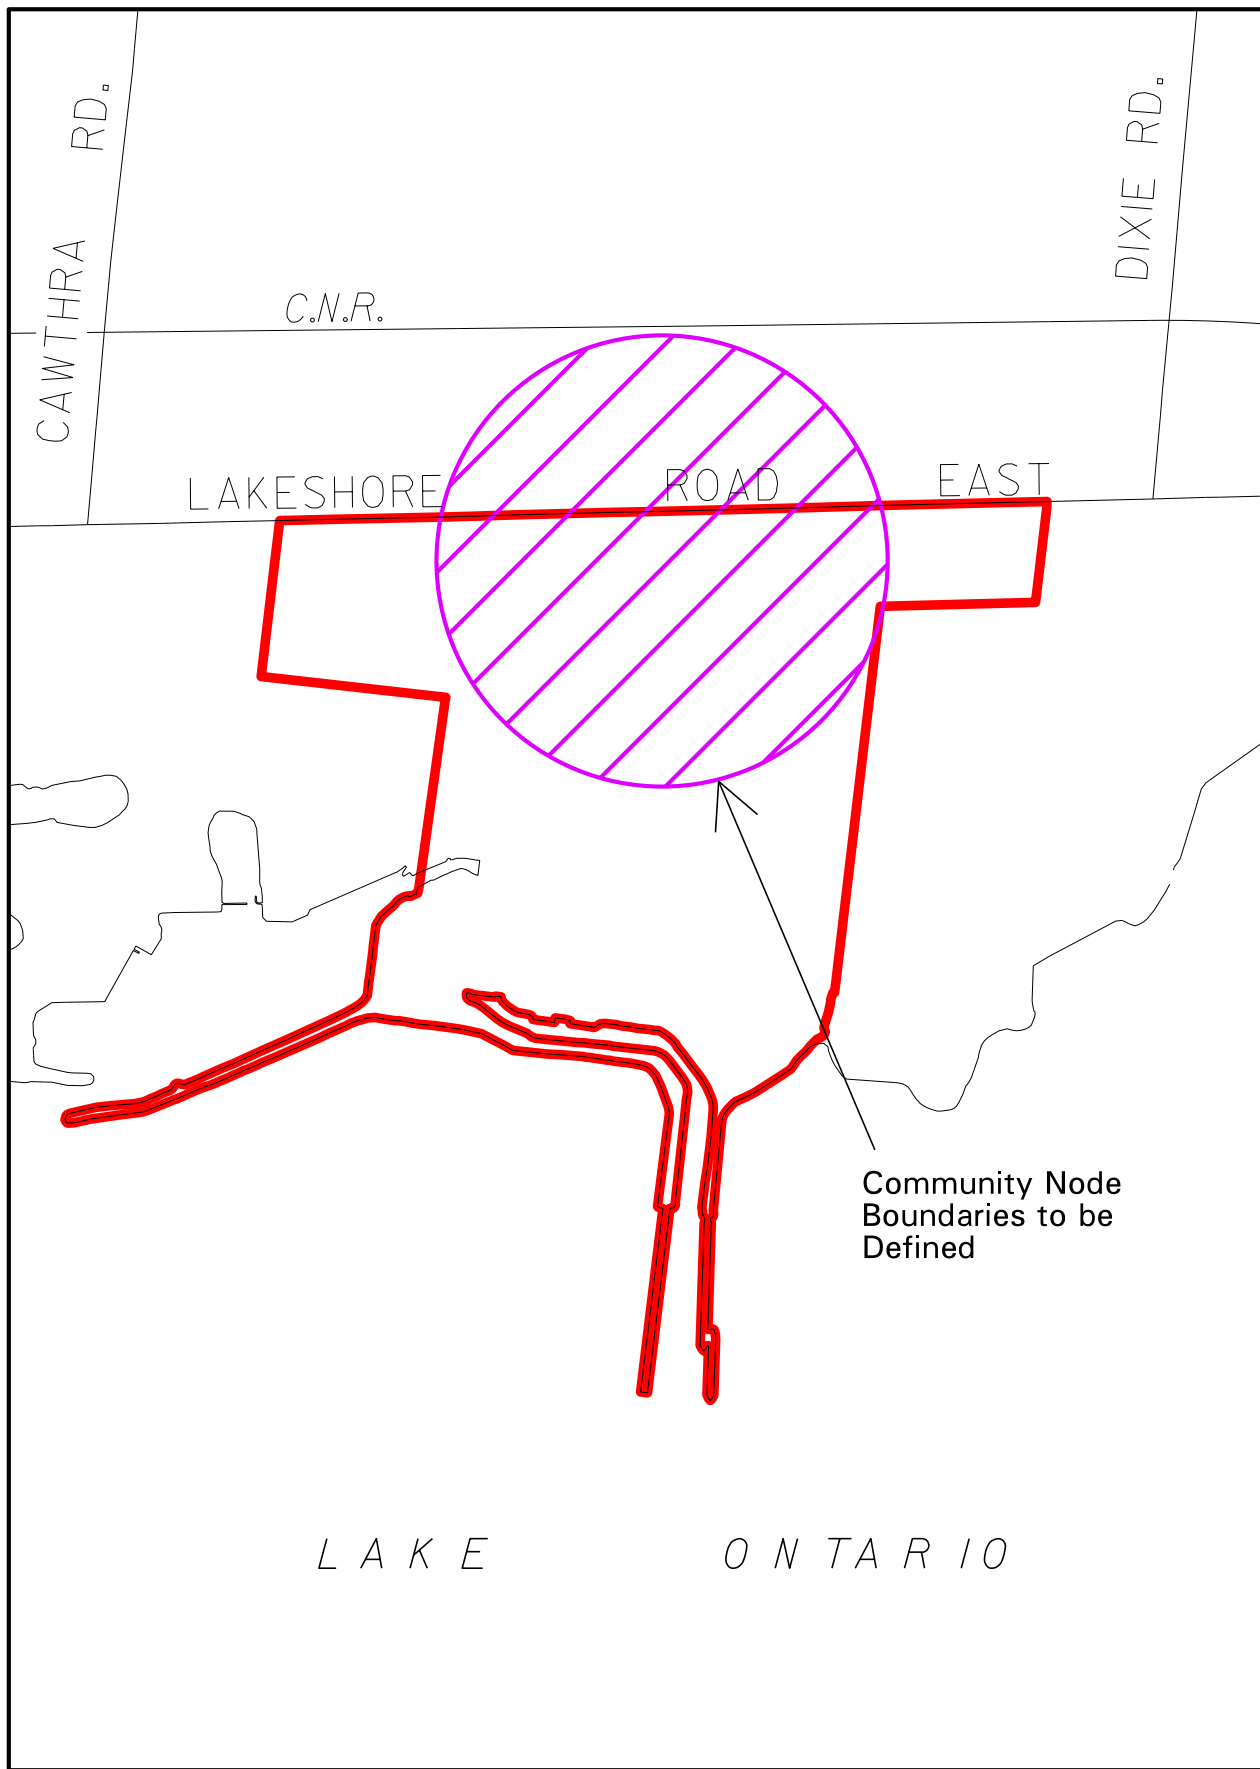 CAWTHRA RD.
DIXIE RD.
C.N.R.
LAKESHORE ROAD EAST
Community Node
Boundaries to be
Defined
LAKE ONTARIO